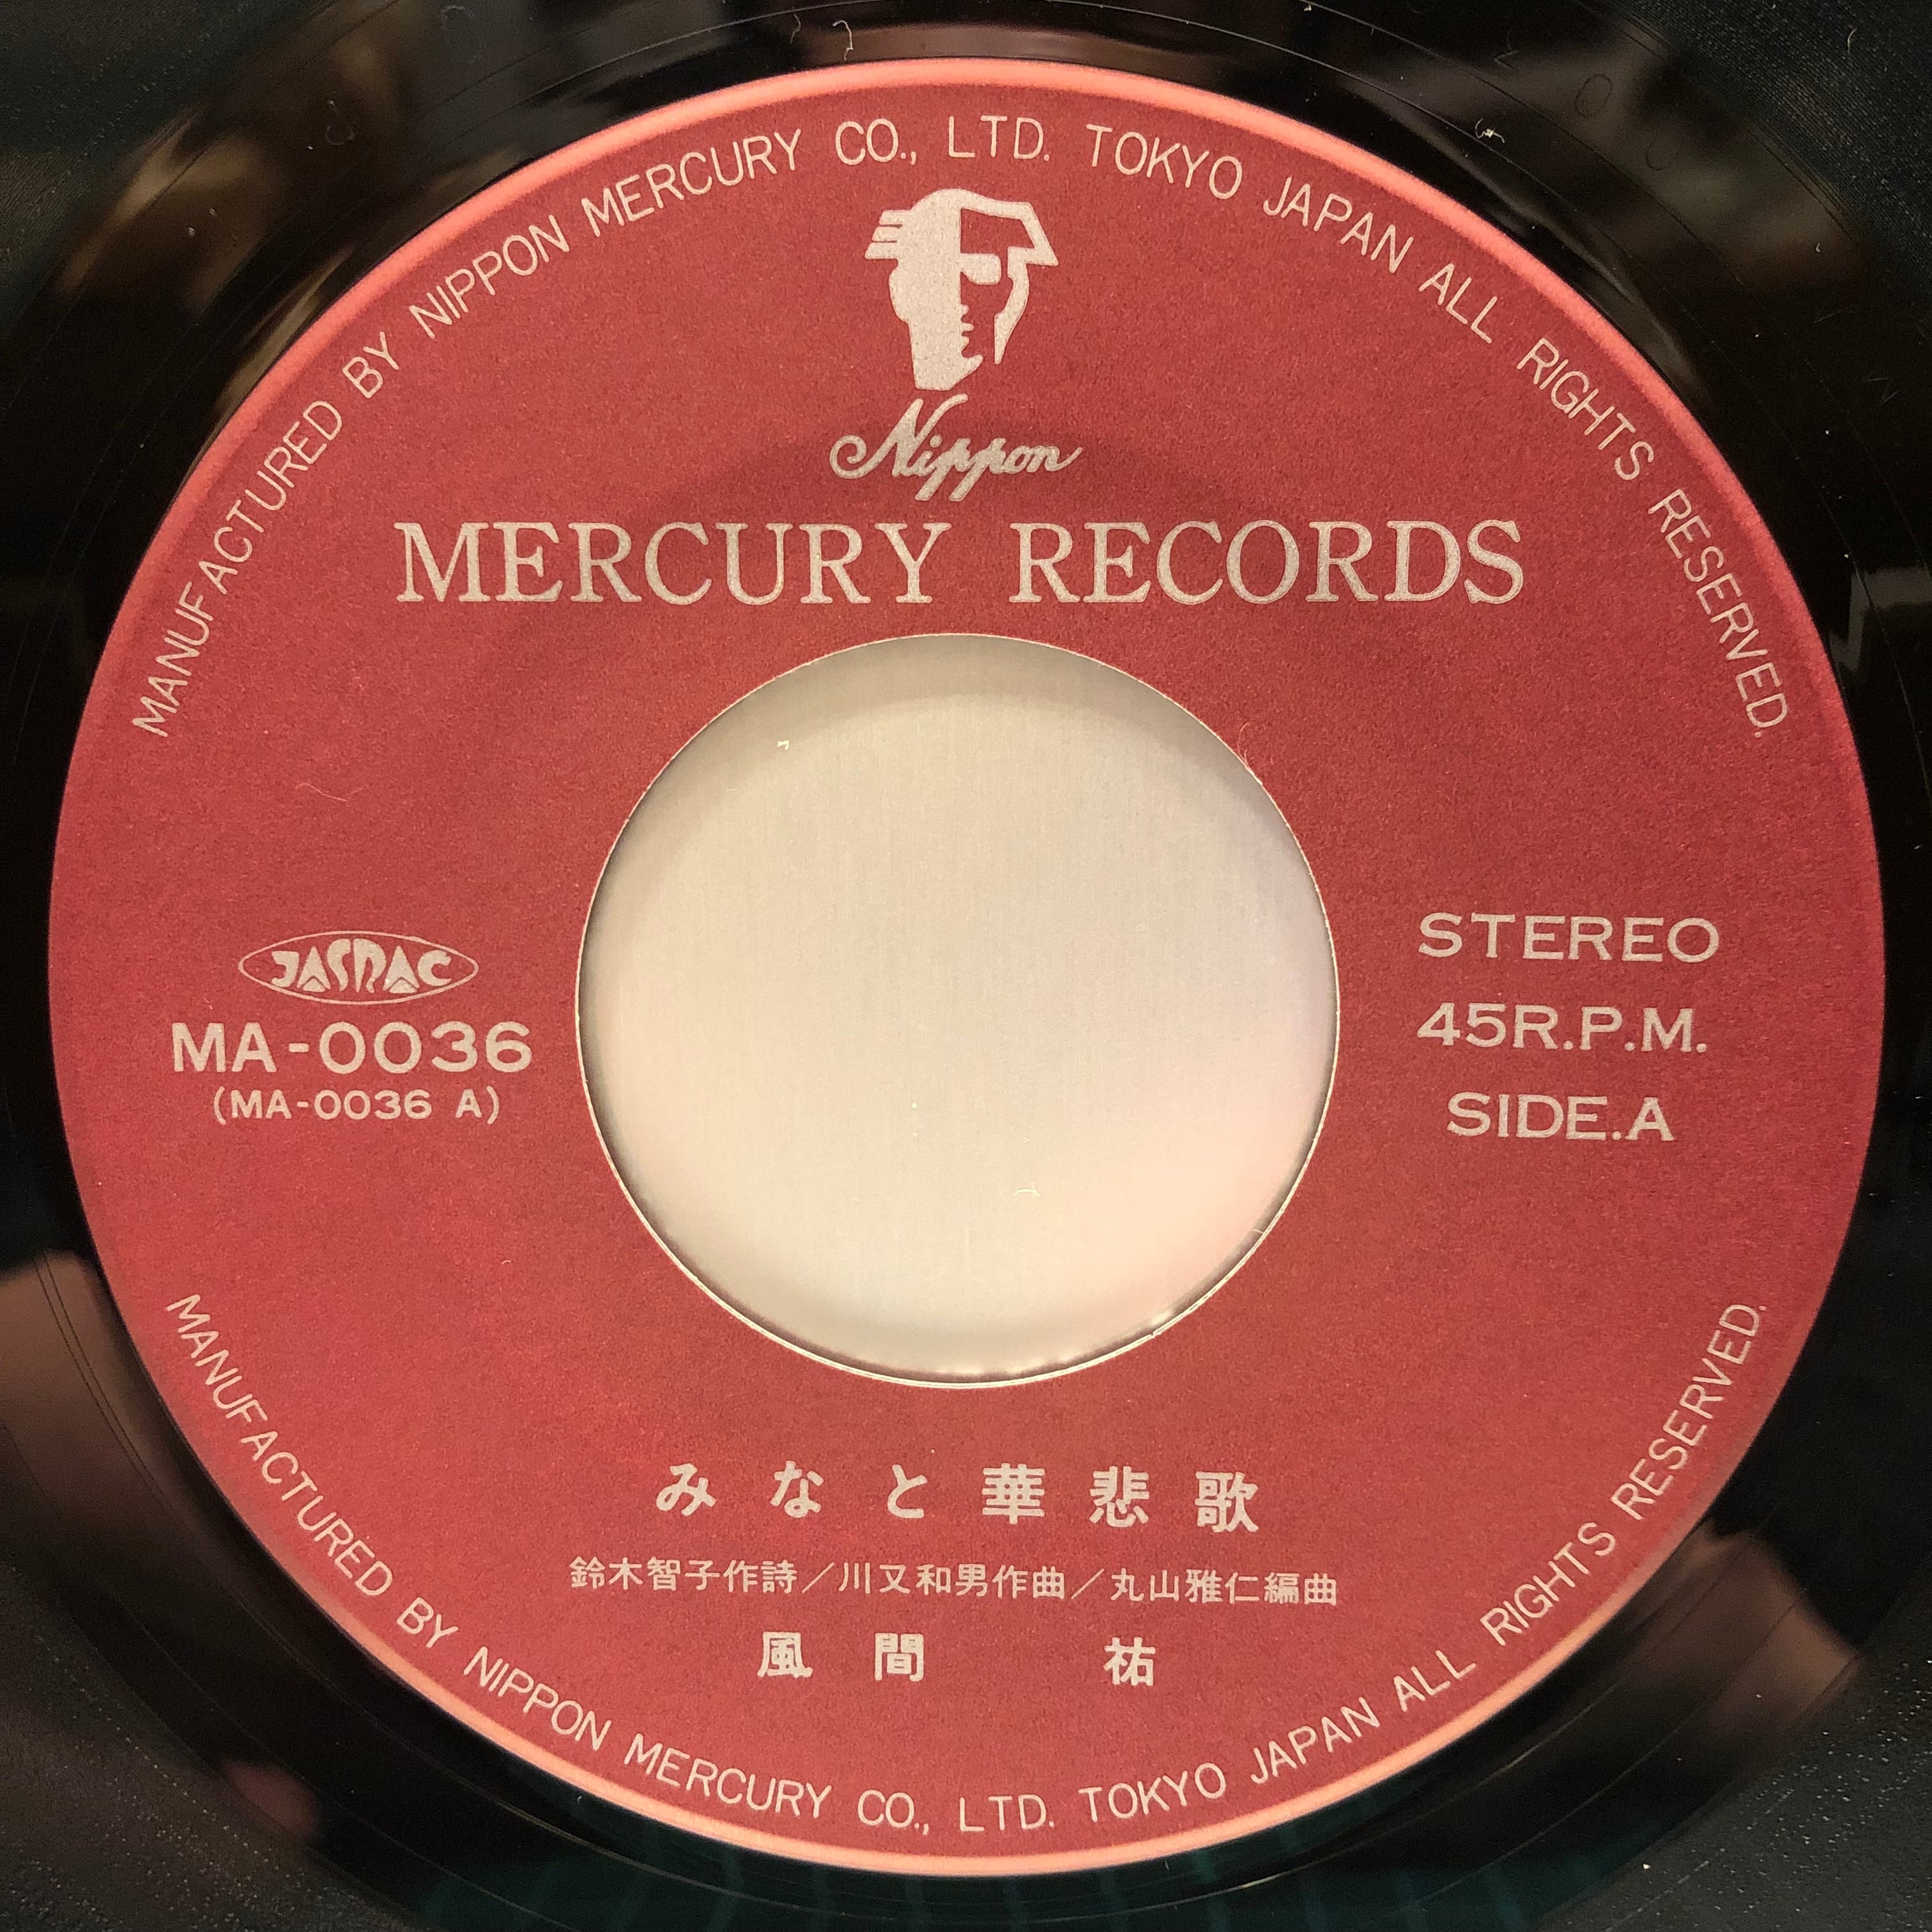 MANUFACTURED BY NIPPON MERCURY CO., LTD. TOKYO JAPAN ALL RIGHTS RESERVED.
Nippon
MERCURY RECORDS
JASRAC
MA-0036
(MA-0036 A)
STEREO
45R.P.M.
SIDE.A
みなと華悲歌
鈴木智子作詩／川又和男作曲／丸山雅仁編曲
風間 祐
MANUFACTURED BY NIPPON MERCURY CO., LTD. TOKYO JAPAN ALL RIGHTS RESERVED.